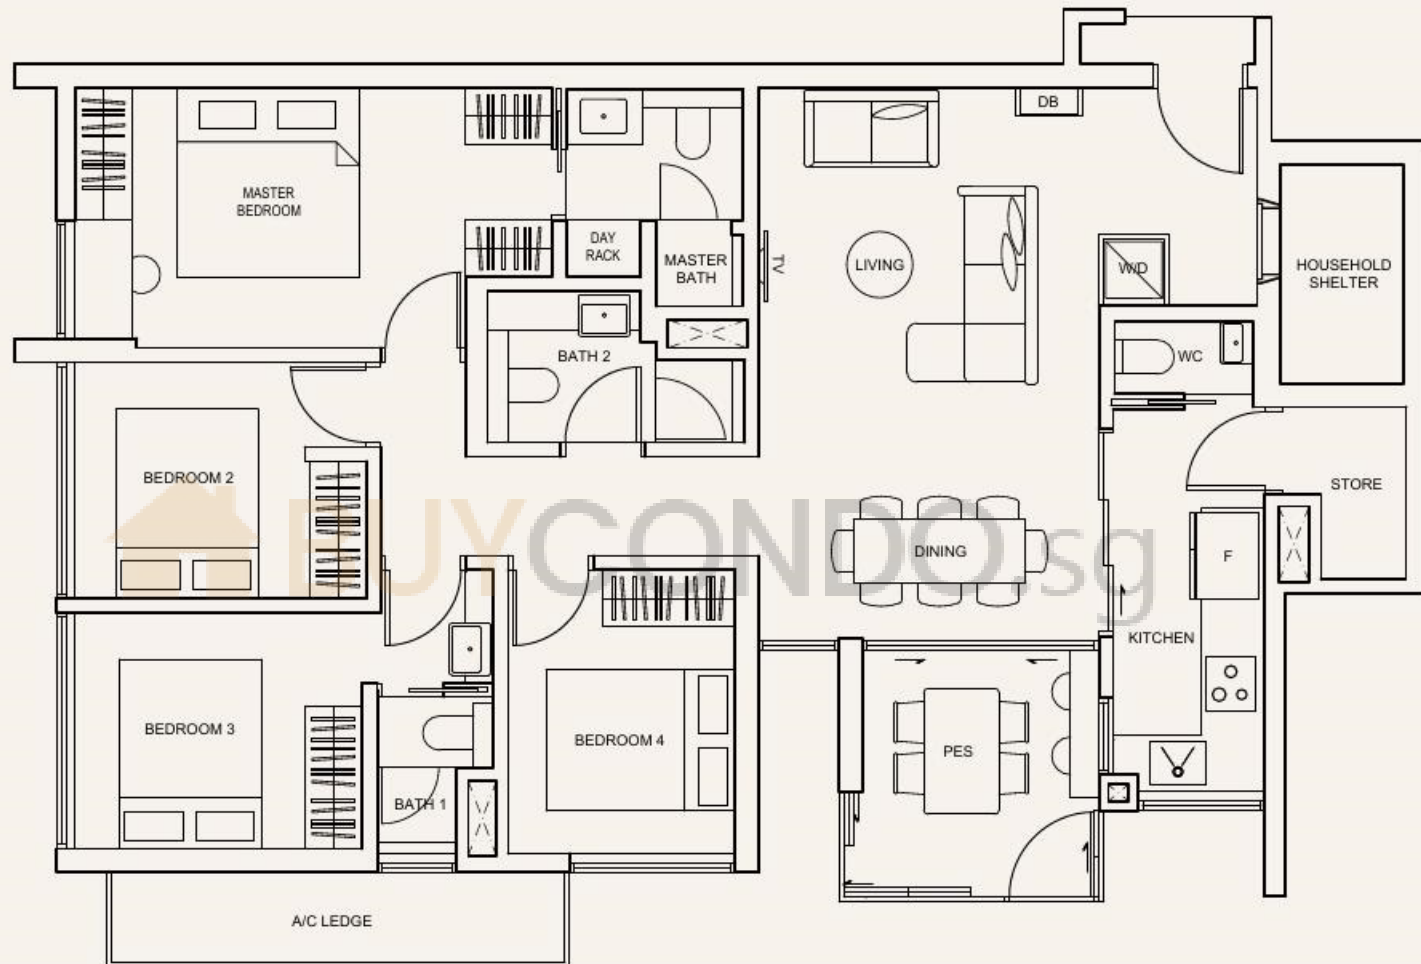 DB
MASTER
BEDROOM
DAY
RACK
MASTER
BATH
TV
LIVING
W/D
HOUSEHOLD
SHELTER
BATH 2
WC
BEDROOM 2
STORE
BUYCONDO.sg
DINING
F
KITCHEN
BEDROOM 3
BEDROOM 4
PES
BATH 1
A/C LEDGE